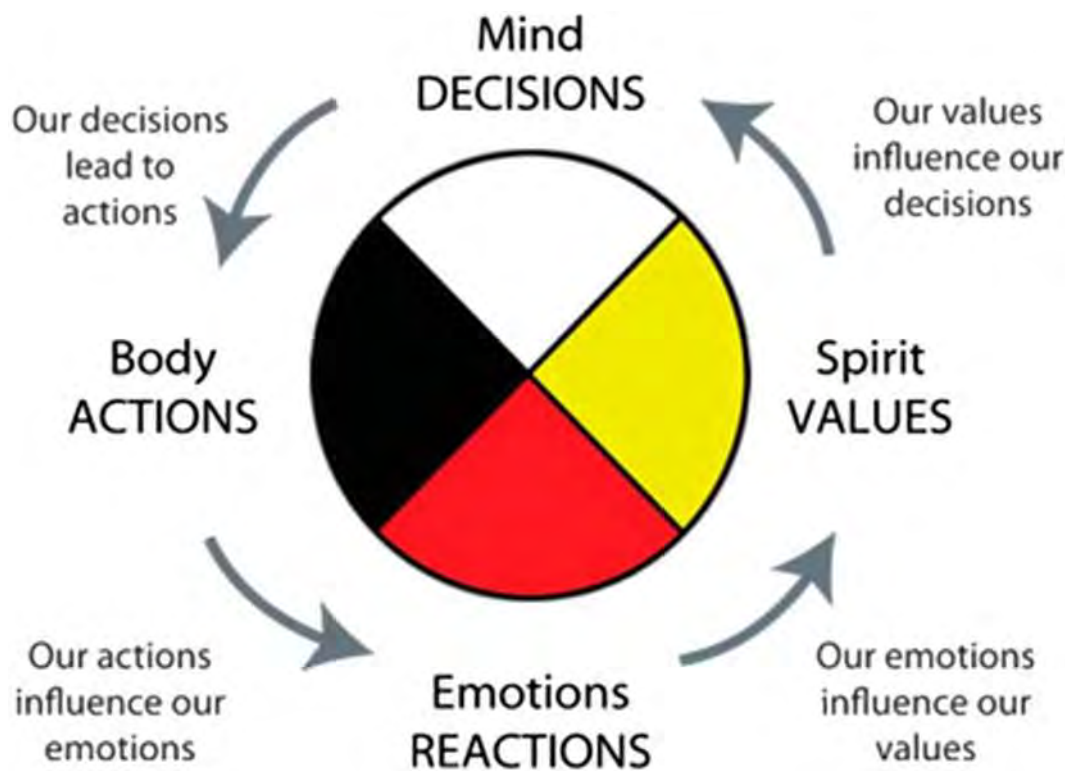 Mind
DECISIONS
Our decisions
lead to
actions
Our values
influence our
decisions
Body
ACTIONS
Spirit
VALUES
Our actions
influence our
emotions
Emotions
REACTIONS
Our emotions
influence our
values